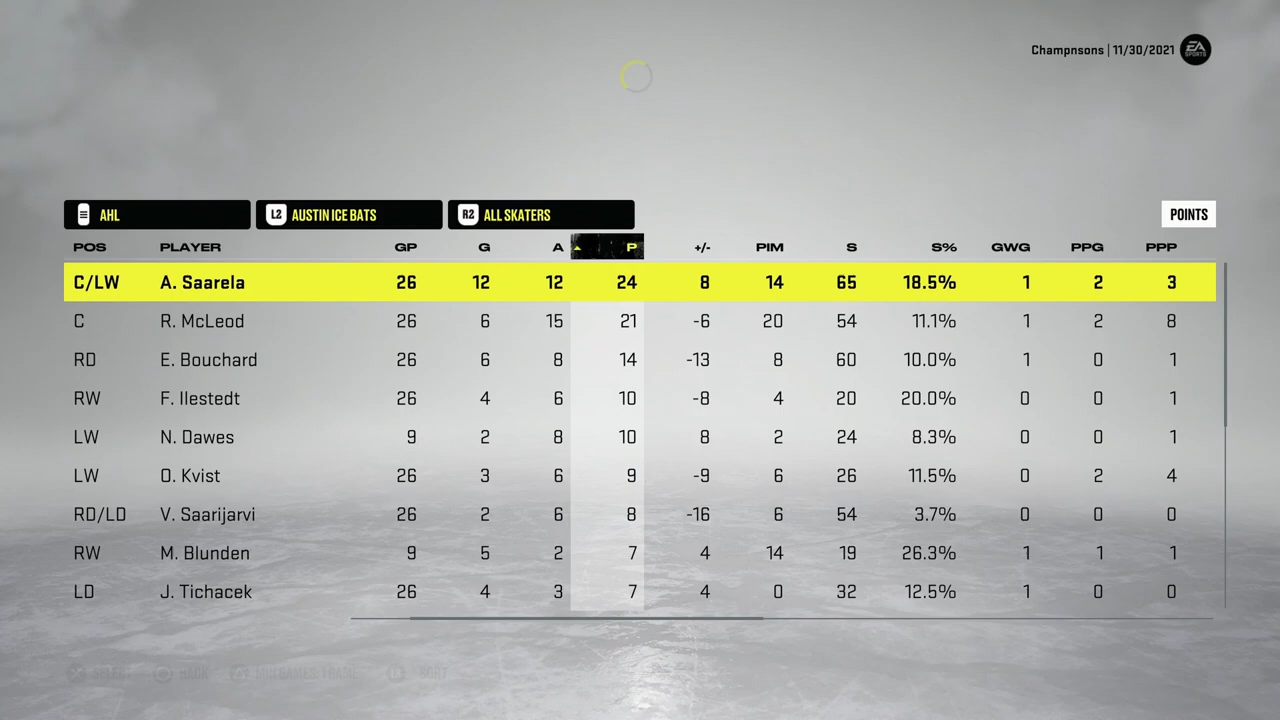 Champnsons | 11/30/2021 EA SPORTS
AHL L2 AUSTIN ICE BATS R2 ALL SKATERS POINTS
POS PLAYER GP G A P +/- PIM S S% GWG PPG PPP
C/LW A. Saarela 26 12 12 24 8 14 65 18.5% 1 2 3
C R. McLeod 26 6 15 21 -6 20 54 11.1% 1 2 8
RD E. Bouchard 26 6 8 14 -13 8 60 10.0% 1 0 1
RW F. Ilestedt 26 4 6 10 -8 4 20 20.0% 0 0 1
LW N. Dawes 9 2 8 10 8 2 24 8.3% 0 0 1
LW O. Kvist 26 3 6 9 -9 6 26 11.5% 0 2 4
RD/LD V. Saarijarvi 26 2 6 8 -16 6 54 3.7% 0 0 0
RW M. Blunden 9 5 2 7 4 14 19 26.3% 1 1 1
LD J. Tichacek 26 4 3 7 4 0 32 12.5% 1 0 0
SELECT BACK SORT